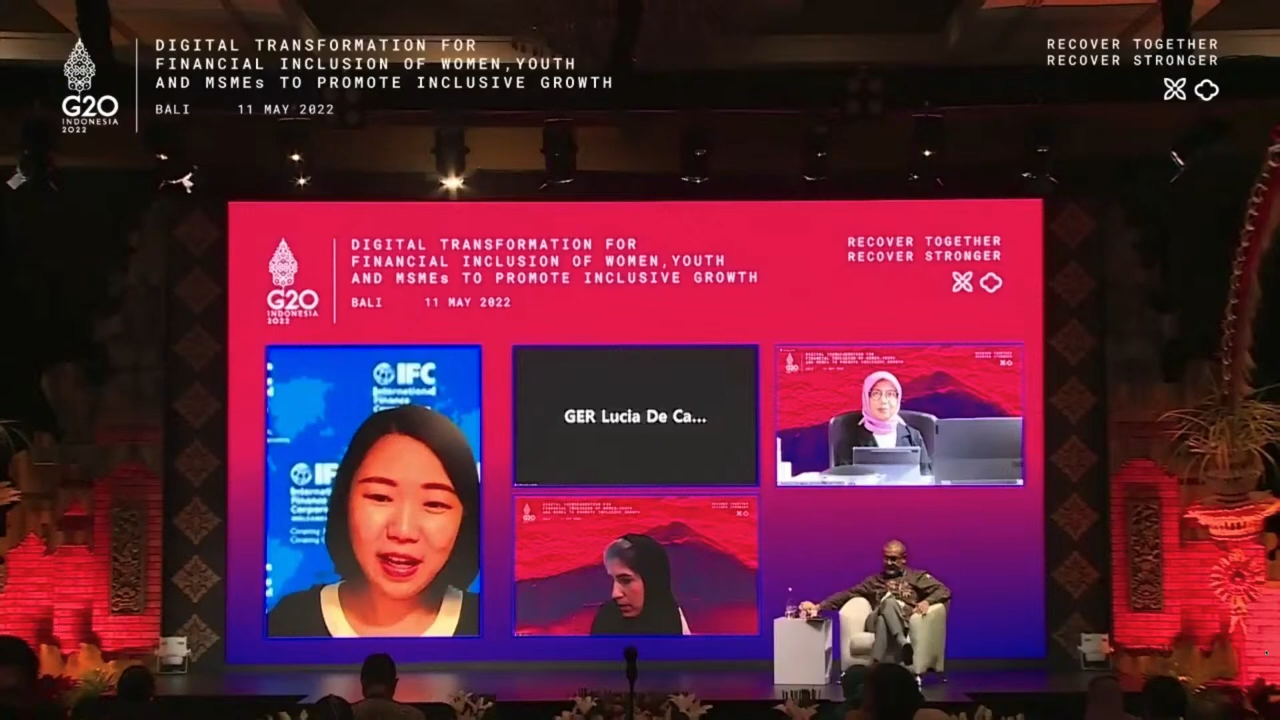 DIGITAL TRANSFORMATION FOR
FINANCIAL INCLUSION OF WOMEN,YOUTH
AND MSMEs TO PROMOTE INCLUSIVE GROWTH
BALI 11 MAY 2022
G20
INDONESIA
2022
RECOVER TOGETHER
RECOVER STRONGER
DIGITAL TRANSFORMATION FOR
FINANCIAL INCLUSION OF WOMEN,YOUTH
AND MSMEs TO PROMOTE INCLUSIVE GROWTH
BALI 11 MAY 2022
G20
INDONESIA
2022
RECOVER TOGETHER
RECOVER STRONGER
IFC
International
Finance
GER Lucia De Ca...